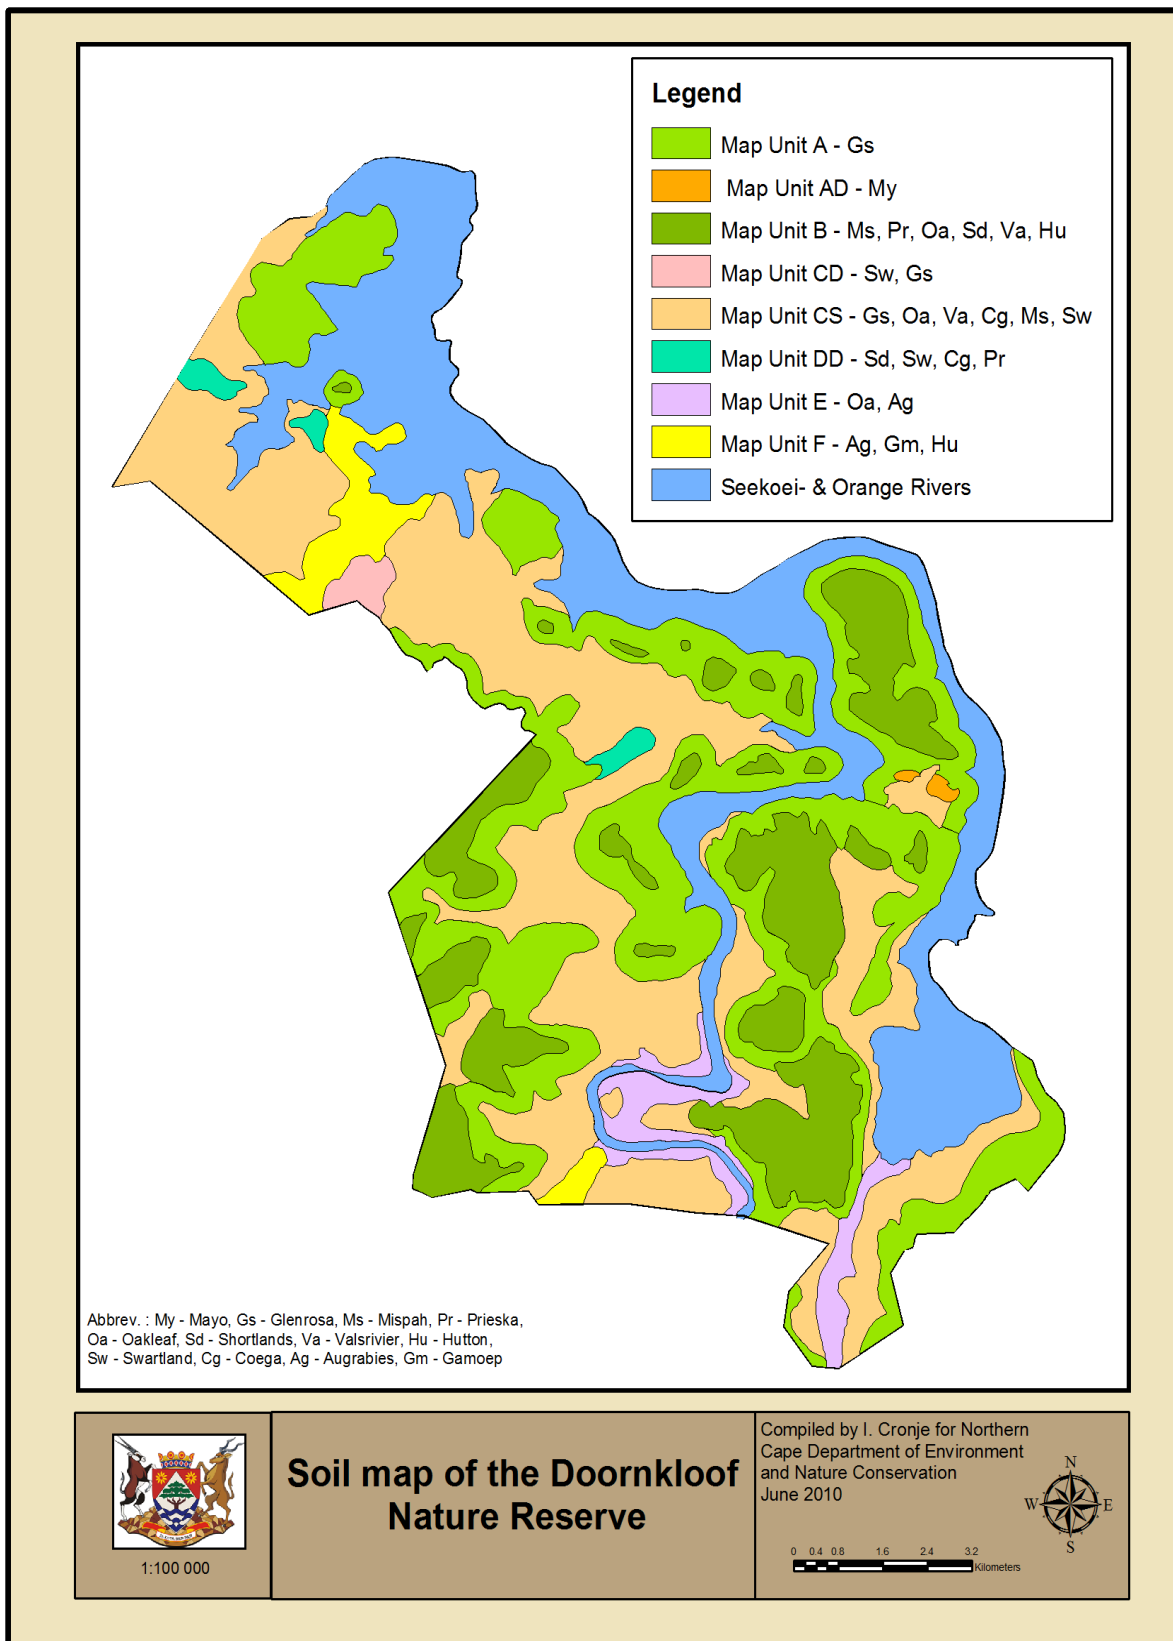 Legend
Map Unit A - Gs
Map Unit AD - My
Map Unit B - Ms, Pr, Oa, Sd, Va, Hu
Map Unit CD - Sw, Gs
Map Unit CS - Gs, Oa, Va, Cg, Ms, Sw
Map Unit DD - Sd, Sw, Cg, Pr
Map Unit E - Oa, Ag
Map Unit F - Ag, Gm, Hu
Seekoei- & Orange Rivers
Abbrev. : My - Mayo, Gs - Glenrosa, Ms - Mispah, Pr - Prieska,
Oa - Oakleaf, Sd - Shortlands, Va - Valsrivier, Hu - Hutton,
Sw - Swartland, Cg - Coega, Ag - Augrabies, Gm - Gamoep
1:100 000
Soil map of the Doornkloof
Nature Reserve
Compiled by I. Cronje for Northern
Cape Department of Environment
and Nature Conservation
June 2010
N
W E
S
0 0.4 0.8 1.6 2.4 3.2
Kilometers